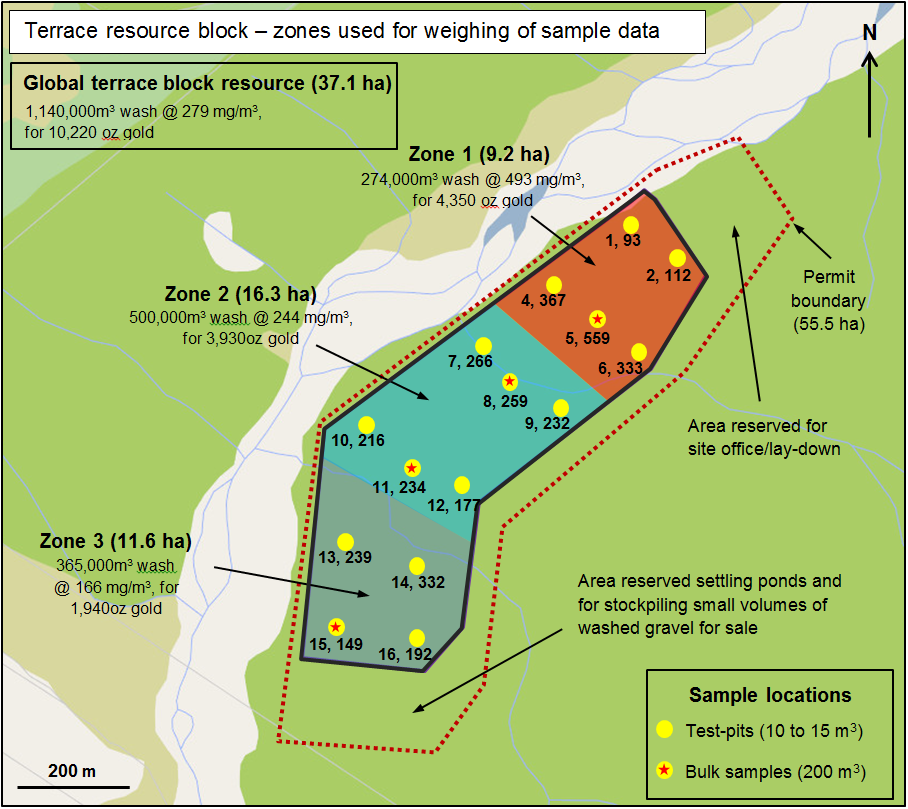 Terrace resource block – zones used for weighing of sample data
N
Global terrace block resource (37.1 ha)
1,140,000m³ wash @ 279 mg/m³,
for 10,220 oz gold
Zone 1 (9.2 ha)
274,000m³ wash @ 493 mg/m³,
for 4,350 oz gold
1, 93
2, 112
4, 367
5, 559
6, 333
Permit
boundary
(55.5 ha)
Zone 2 (16.3 ha)
500,000m³ wash @ 244 mg/m³,
for 3,930oz gold
7, 266
8, 259
9, 232
10, 216
11, 234
12, 177
Area reserved for
site office/lay-down
Zone 3 (11.6 ha)
365,000m³ wash
@ 166 mg/m³, for
1,940oz gold
13, 239
14, 332
15, 149
16, 192
Area reserved settling ponds and
for stockpiling small volumes of
washed gravel for sale
Sample locations
Test-pits (10 to 15 m³)
Bulk samples (200 m³)
200 m